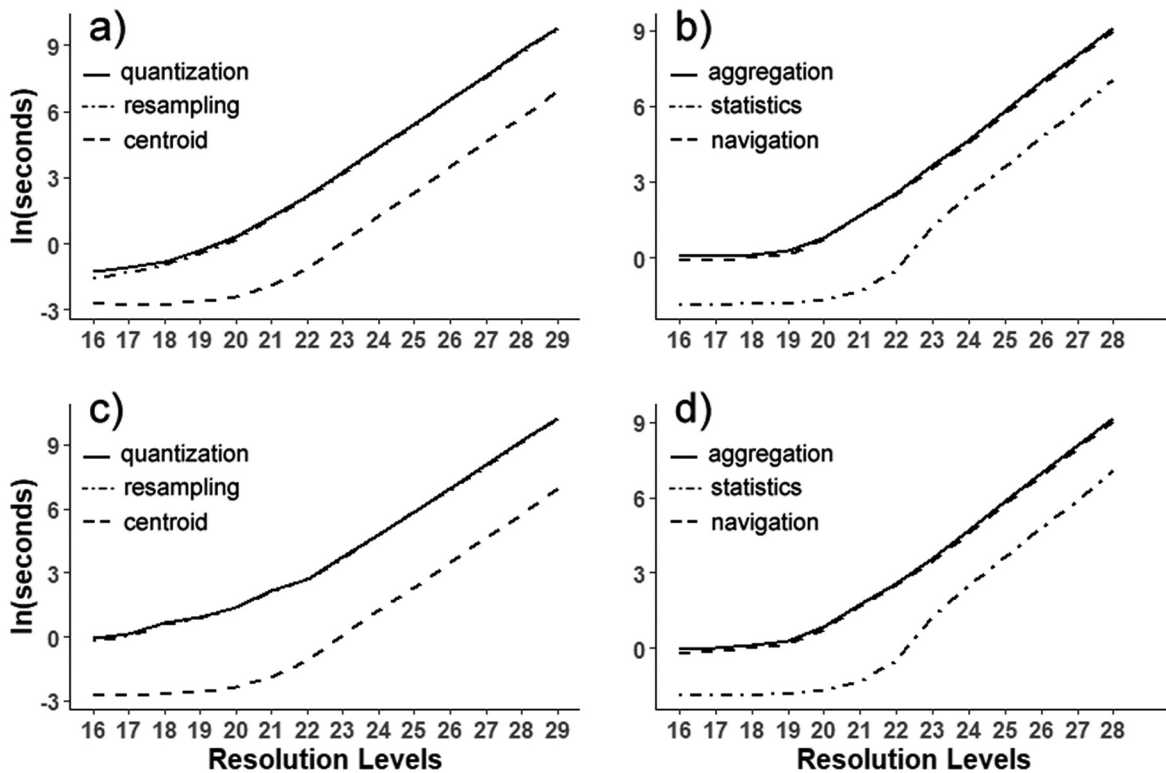 a)
quantization
resampling
centroid
ln(seconds)
9
6
3
0
-3
16 17 18 19 20 21 22 23 24 25 26 27 28 29
b)
aggregation
statistics
navigation
9
6
3
0
16 17 18 19 20 21 22 23 24 25 26 27 28
c)
quantization
resampling
centroid
ln(seconds)
9
6
3
0
-3
16 17 18 19 20 21 22 23 24 25 26 27 28 29
Resolution Levels
d)
aggregation
statistics
navigation
9
6
3
0
16 17 18 19 20 21 22 23 24 25 26 27 28
Resolution Levels